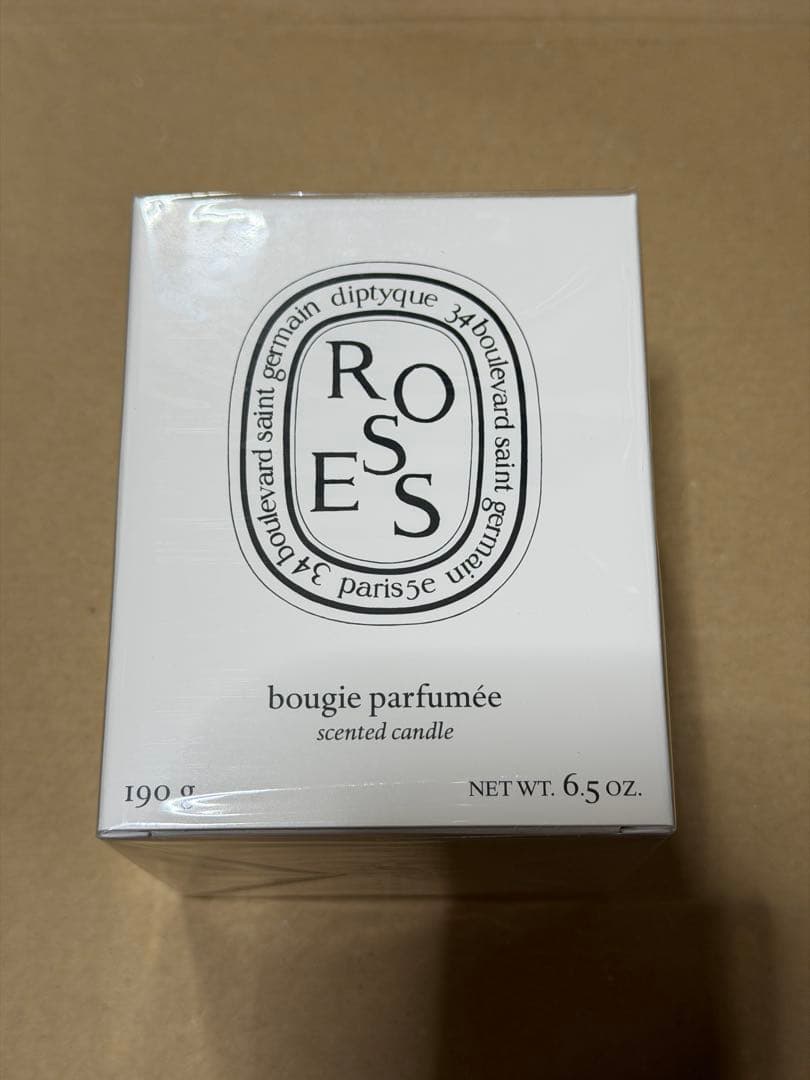 diptyque 34 boulevard saint germain paris 5e 34 boulevard saint germain
ROSES
bougie parfumée
scented candle
190 g
NET WT. 6.5 OZ.